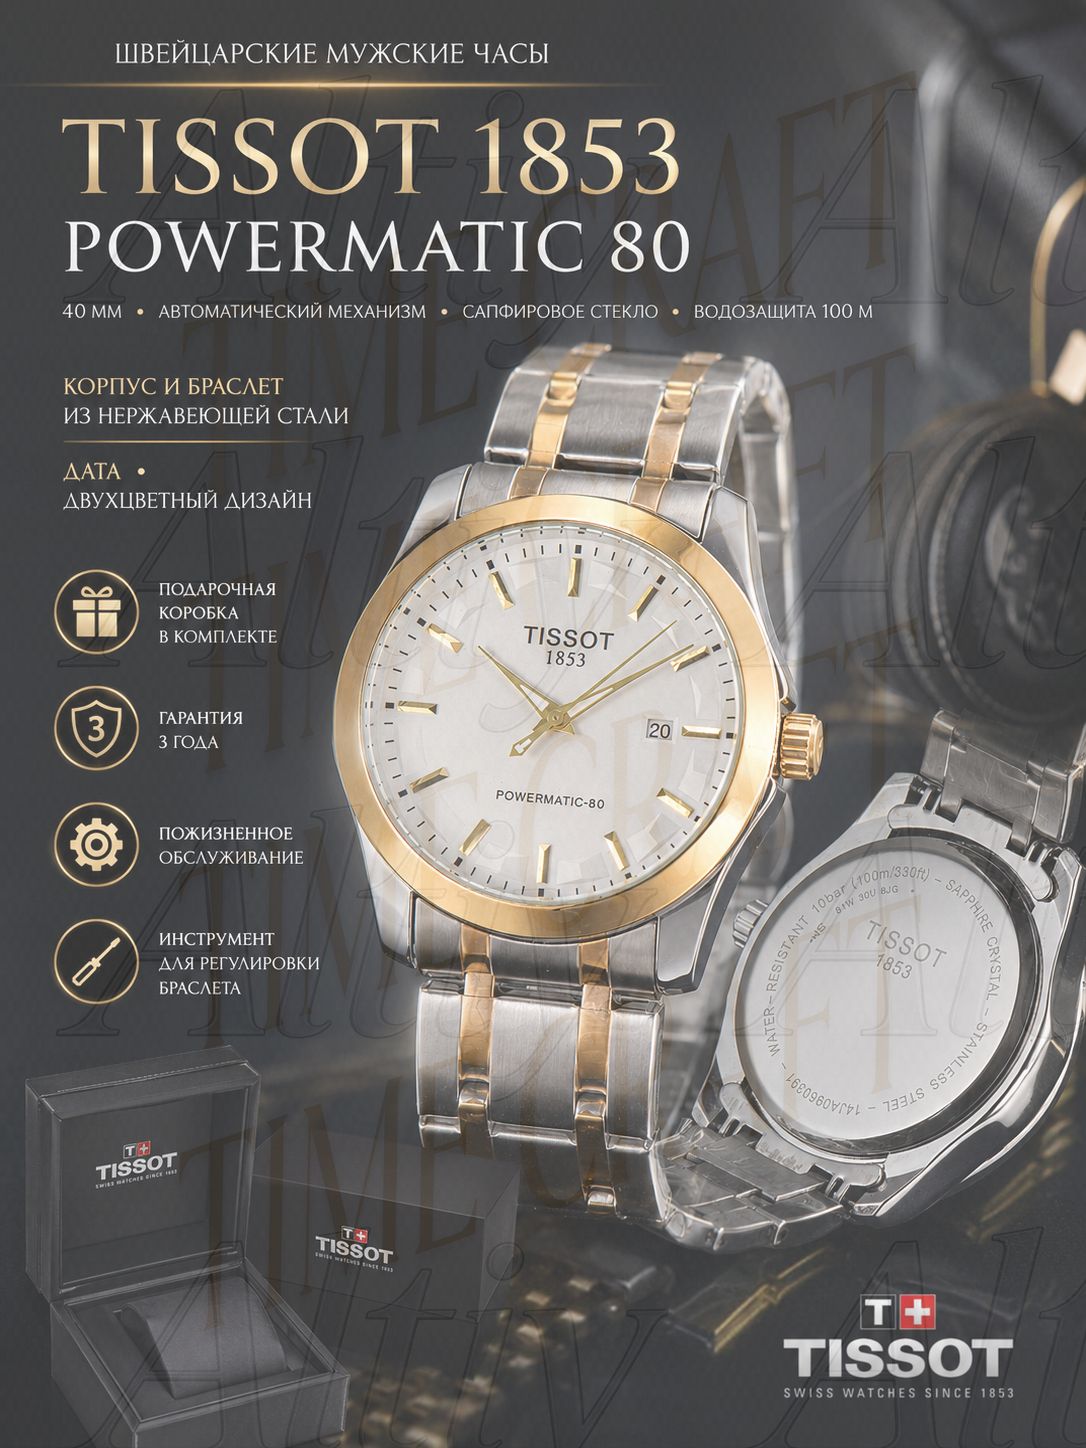 ШВЕЙЦАРСКИЕ МУЖСКИЕ ЧАСЫ
TISSOT 1853
POWERMATIC 80
40 ММ • АВТОМАТИЧЕСКИЙ МЕХАНИЗМ • САПФИРОВОЕ СТЕКЛО • ВОДОЗАЩИТА 100 М
КОРПУС И БРАСЛЕТ
ИЗ НЕРЖАВЕЮЩЕЙ СТАЛИ
ДАТА •
ДВУХЦВЕТНЫЙ ДИЗАЙН
ПОДАРОЧНАЯ
КОРОБКА
В КОМПЛЕКТЕ
3
ГАРАНТИЯ
3 ГОДА
ПОЖИЗНЕННОЕ
ОБСЛУЖИВАНИЕ
ИНСТРУМЕНТ
ДЛЯ РЕГУЛИРОВКИ
БРАСЛЕТА
TISSOT
1853
20
POWERMATIC-80
WATER-RESISTANT 10bar (100m/330ft) – SAPPHIRE CRYSTAL – STAINLESS STEEL – 14JA0960391 –
TISSOT
1853
T+
TISSOT
SWISS WATCHES SINCE 1853
T+
TISSOT
SWISS WATCHES SINCE 1853
T+
TISSOT
SWISS WATCHES SINCE 1853
TIMECRAFT